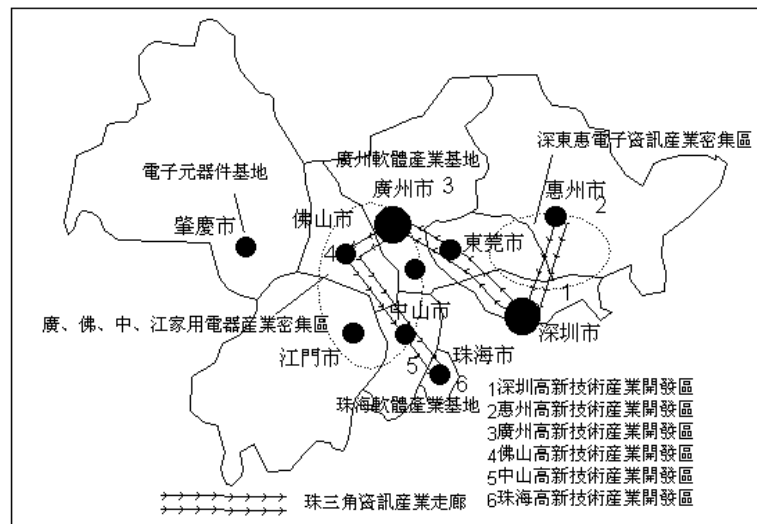 深東惠電子資訊產業密集區
廣州軟體產業基地
電子元器件基地
廣州市 3
惠州市
2
肇慶市
佛山市
東莞市
4
1
廣、佛、中、江家用電器產業密集區
中山市
深圳市
江門市
珠海市
5
6
珠海軟體產業基地
1深圳高新技術產業開發區
2惠州高新技術產業開發區
3廣州高新技術產業開發區
4佛山高新技術產業開發區
5中山高新技術產業開發區
6珠海高新技術產業開發區
珠三角資訊產業走廊